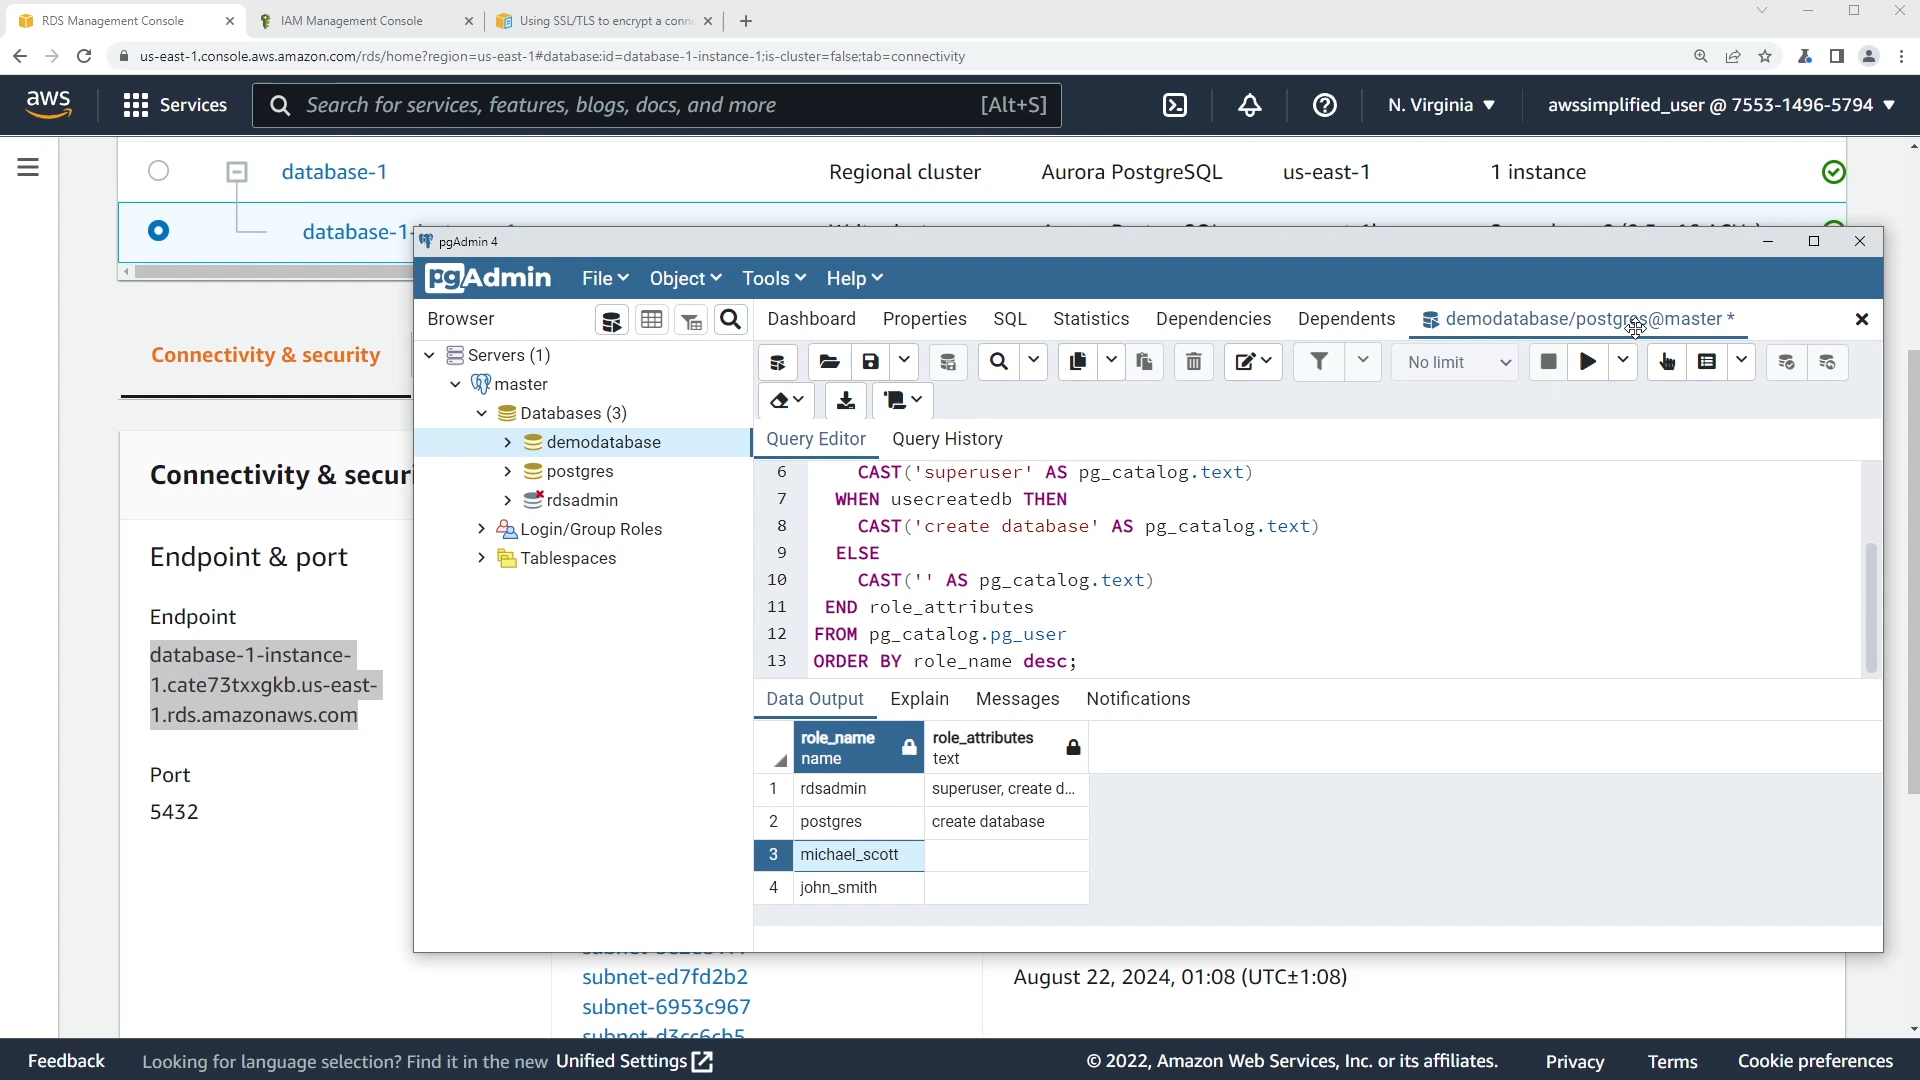 RDS Management Console
IAM Management Console
Using SSL/TLS to encrypt a conn
us-east-1.console.aws.amazon.com/rds/home?region=us-east-1#database:id=database-1-instance-1;is-cluster=false;tab=connectivity
aws
Services
Search for services, features, blogs, docs, and more
[Alt+S]
N. Virginia
awssimplified_user @ 7553-1496-5794
database-1
Regional cluster
Aurora PostgreSQL
us-east-1
1 instance
database-1-
pgAdmin 4
pgAdmin
File
Object
Tools
Help
Browser
Dashboard
Properties
SQL
Statistics
Dependencies
Dependents
demodatabase/postgres@master *
No limit
Servers (1)
master
Databases (3)
demodatabase
postgres
rdsadmin
Login/Group Roles
Tablespaces
Query Editor
Query History
6 CAST('superuser' AS pg_catalog.text)
7 WHEN usecreatedb THEN
8 CAST('create database' AS pg_catalog.text)
9 ELSE
10 CAST('' AS pg_catalog.text)
11 END role_attributes
12 FROM pg_catalog.pg_user
13 ORDER BY role_name desc;
Data Output
Explain
Messages
Notifications
role_name
name
role_attributes
text
1 rdsadmin superuser, create d...
2 postgres create database
3 michael_scott
4 john_smith
Connectivity & security
Connectivity & securi
Endpoint & port
Endpoint
database-1-instance-
1.cate73txxgkb.us-east-
1.rds.amazonaws.com
Port
5432
subnet-ed7fd2b2
subnet-6953c967
subnet-d3cc6cb5
August 22, 2024, 01:08 (UTC±1:08)
Feedback
Looking for language selection? Find it in the new Unified Settings
© 2022, Amazon Web Services, Inc. or its affiliates.
Privacy
Terms
Cookie preferences